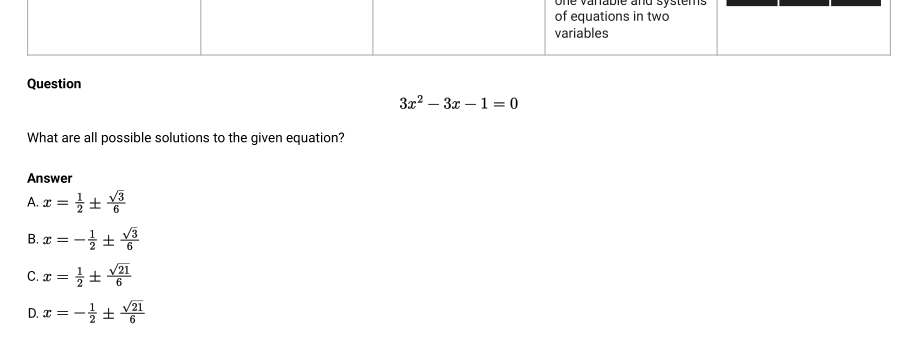 one variable and systems
of equations in two
variables
Question
3x² − 3x − 1 = 0
What are all possible solutions to the given equation?
Answer
A. x = 1/2 ± √3/6
B. x = −1/2 ± √3/6
C. x = 1/2 ± √21/6
D. x = −1/2 ± √21/6